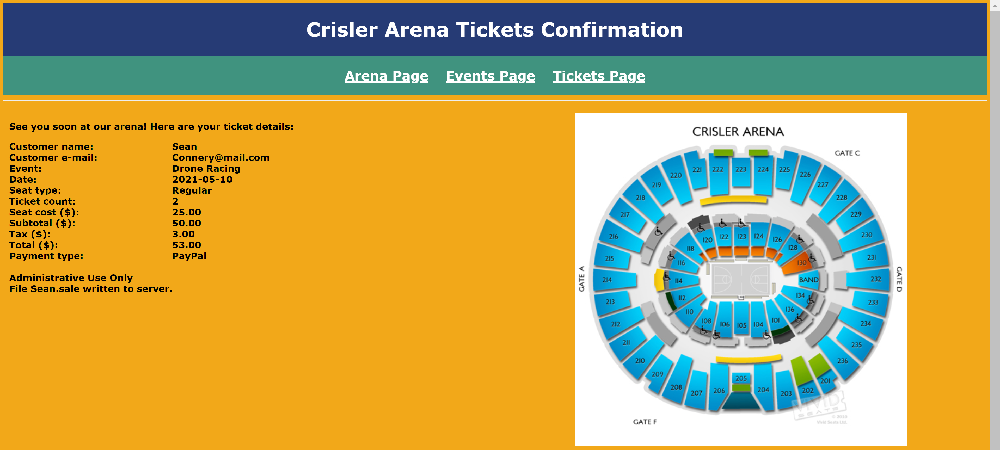 Crisler Arena Tickets Confirmation
Arena Page Events Page Tickets Page
See you soon at our arena! Here are your ticket details:
Customer name: Sean
Customer e-mail: Connery@mail.com
Event: Drone Racing
Date: 2021-05-10
Seat type: Regular
Ticket count: 2
Seat cost ($): 25.00
Subtotal ($): 50.00
Tax ($): 3.00
Total ($): 53.00
Payment type: PayPal
Administrative Use Only
File Sean.sale written to server.
CRISLER ARENA
GATE C
221 222 223 224 225
220 226
219 227
218 228
217 229
216 230
215 231
214 232
213 233
212 234
211 235
210 236
209 201
208 207 206 205 204 203 202
120 122 123 124 126
118 128
116 130
114 BAND
112 134
110 136
108 106 105 104 101
GATE A
GATE D
GATE F
VIVID
SEATS
© 2010
Vivid Seats Ltd.